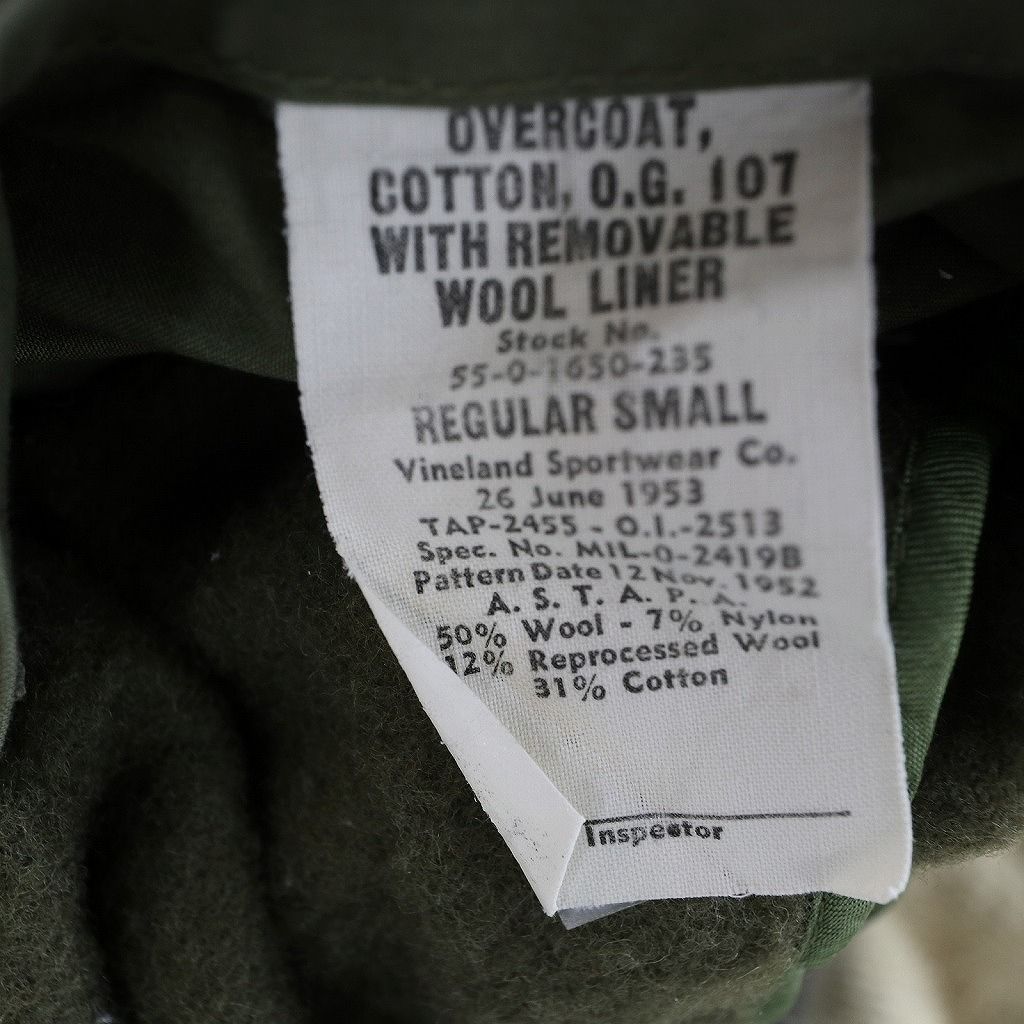 OVERCOAT,
COTTON, O.G. 107
WITH REMOVABLE
WOOL LINER
Stock No.
55-0-1650-235
REGULAR SMALL
Vineland Sportwear Co.
26 June 1953
TAP-2455 - O.I.-2513
Spec. No. MIL-O-2419B
Pattern Date 12 Nov. 1952
A. S. T. A. P. A.
50% Wool - 7% Nylon
12% Reprocessed Wool
31% Cotton
Inspector